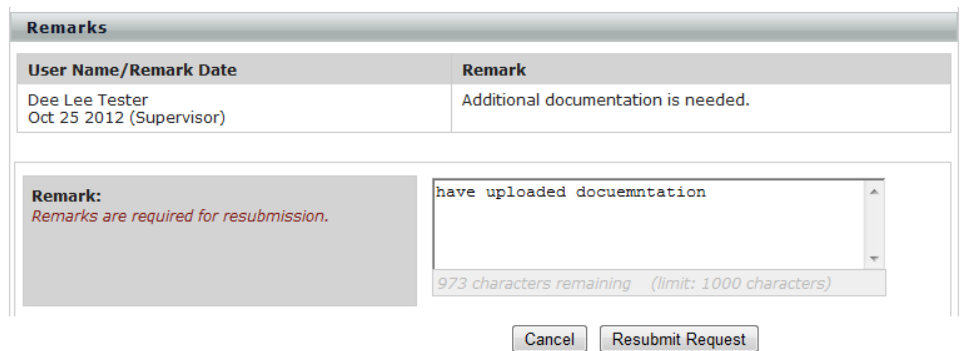 Remarks
User Name/Remark Date Remark
Dee Lee Tester Additional documentation is needed.
Oct 25 2012 (Supervisor)
Remark: have uploaded docuemntation
Remarks are required for resubmission.
973 characters remaining (limit: 1000 characters)
Cancel Resubmit Request